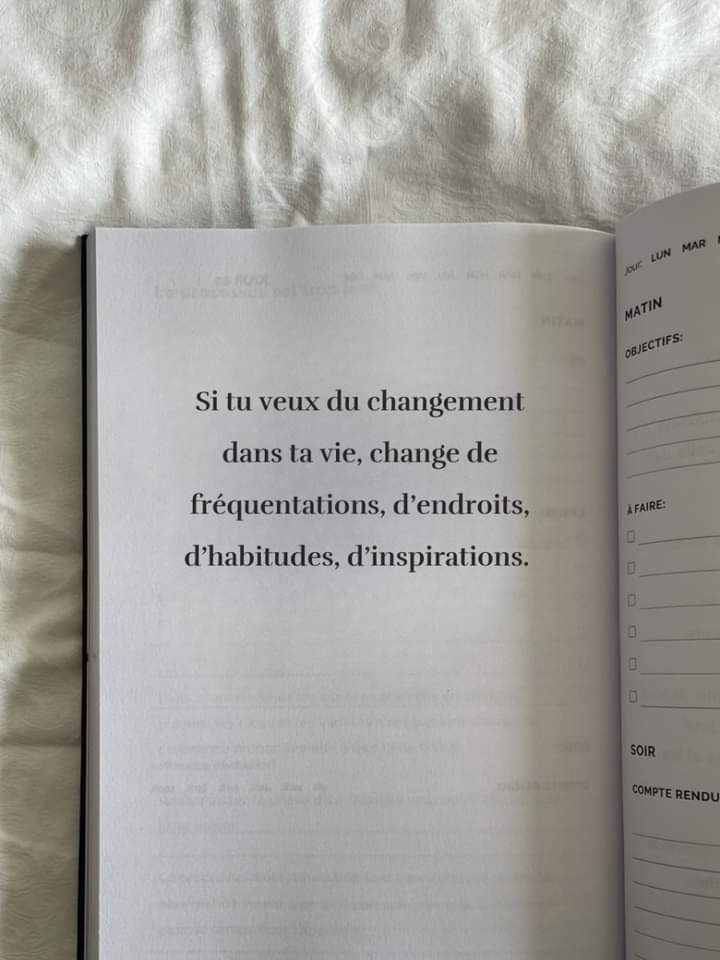 Si tu veux du changement
dans ta vie, change de
fréquentations, d’endroits,
d’habitudes, d’inspirations.
Jour: LUN MAR
MATIN
OBJECTIFS:
À FAIRE:
SOIR
COMPTE RENDU